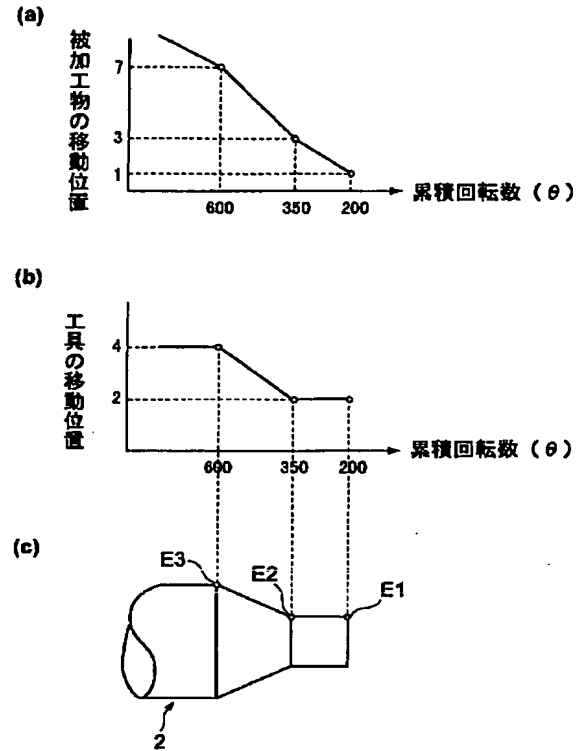 (a)
被加工物の移動位置
7
3
1
600
350
200
累積回転数(θ)
(b)
工具の移動位置
4
2
600
350
200
累積回転数(θ)
(c)
E3
E2
E1
2